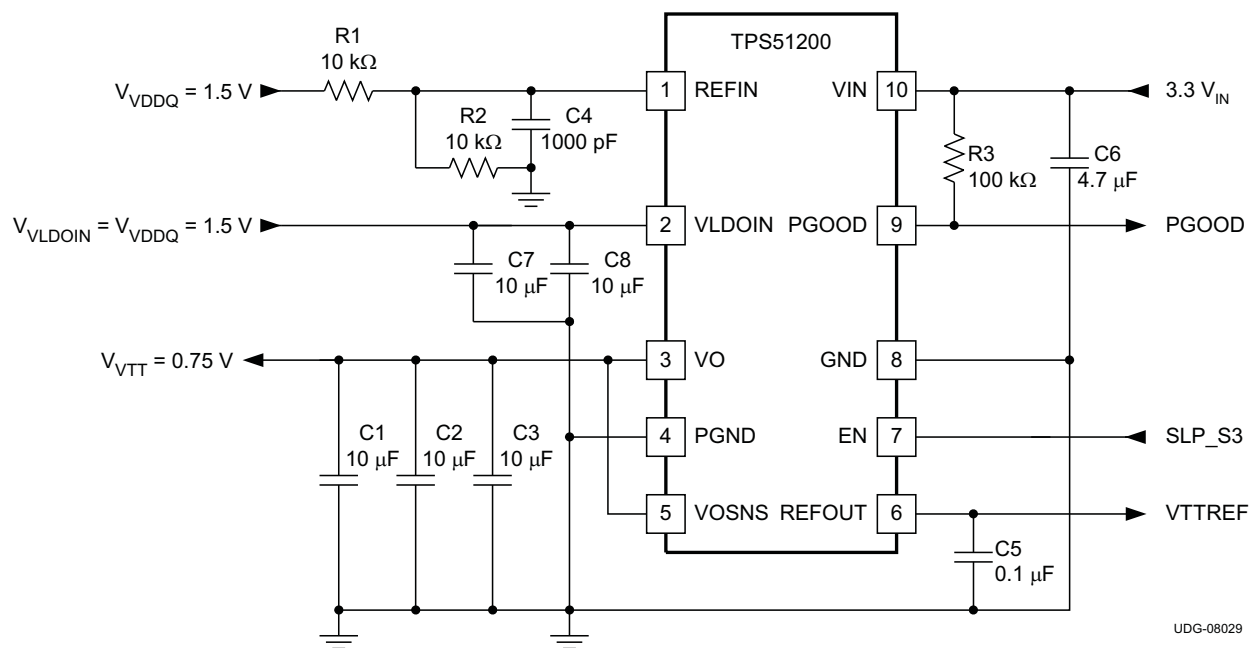 TPS51200
R1
10 kΩ
V_VDDQ = 1.5 V
1
REFIN
VIN
10
3.3 V_IN
R2
10 kΩ
C4
1000 pF
R3
100 kΩ
C6
4.7 μF
V_VLDOIN = V_VDDQ = 1.5 V
2
VLDOIN
PGOOD
9
PGOOD
C7
10 μF
C8
10 μF
V_VTT = 0.75 V
3
VO
GND
8
4
PGND
EN
7
SLP_S3
C1
10 μF
C2
10 μF
C3
10 μF
5
VOSNS
REFOUT
6
VTTREF
C5
0.1 μF
UDG-08029